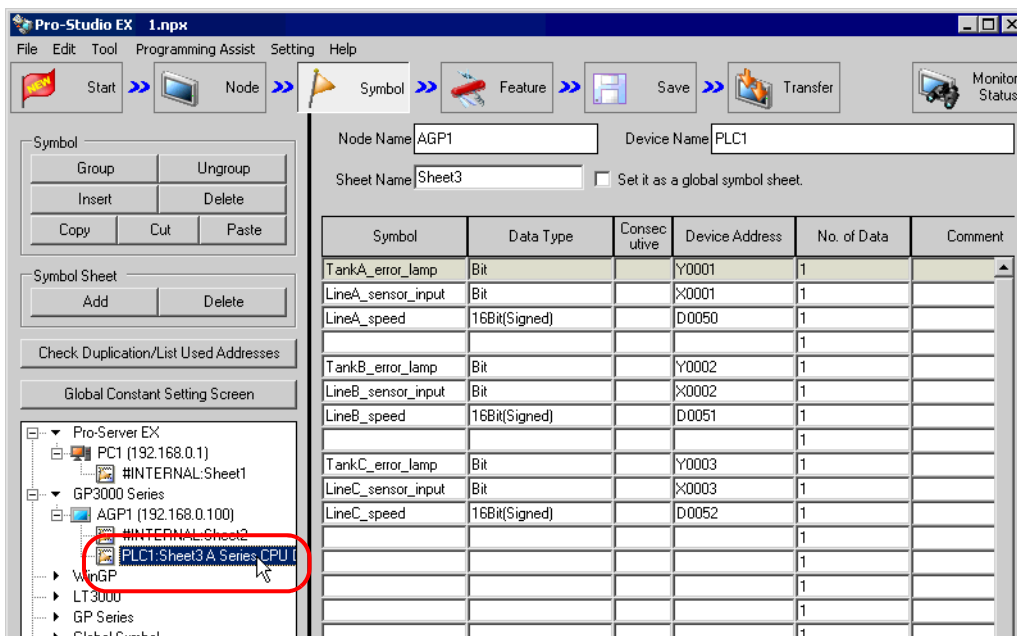 Pro-Studio EX 1.npx
File Edit Tool Programming Assist Setting Help
NEW Start Node Symbol Feature Save Transfer Monitor Status
Symbol
Group Ungroup
Insert Delete
Copy Cut Paste
Symbol Sheet
Add Delete
Check Duplication/List Used Addresses
Global Constant Setting Screen
Pro-Server EX
PC1 (192.168.0.1)
#INTERNAL:Sheet1
GP3000 Series
AGP1 (192.168.0.100)
#INTERNAL:Sheet2
PLC1:Sheet3 A Series CPU
WinGP
LT3000
GP Series
Global Symbol
Node Name AGP1 Device Name PLC1
Sheet Name Sheet3 Set it as a global symbol sheet.
Symbol Data Type Consecutive Device Address No. of Data Comment
TankA_error_lamp Bit Y0001 1
LineA_sensor_input Bit X0001 1
LineA_speed 16Bit(Signed) D0050 1
1
TankB_error_lamp Bit Y0002 1
LineB_sensor_input Bit X0002 1
LineB_speed 16Bit(Signed) D0051 1
1
TankC_error_lamp Bit Y0003 1
LineC_sensor_input Bit X0003 1
LineC_speed 16Bit(Signed) D0052 1
1
1
1
1
1